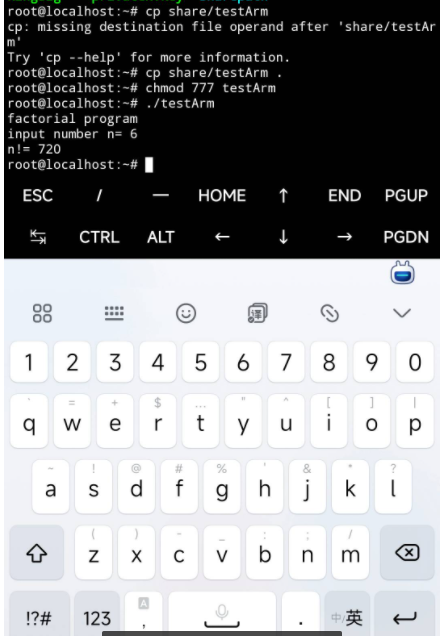 root@localhost:~# cp share/testArm
cp: missing destination file operand after 'share/testAr
m'
Try 'cp --help' for more information.
root@localhost:~# cp share/testArm .
root@localhost:~# chmod 777 testArm
root@localhost:~# ./testArm
factorial program
input number n= 6
n!= 720
root@localhost:~#
ESC / — HOME ↑ END PGUP
↹ CTRL ALT ← ↓ → PGDN
译
1 2 3 4 5 6 7 8 9 0
` = + $ ... " ^ [ ] |
q w e r t y u i o p
~ ! @ # % ' & * ?
a s d f g h j k l
( ) - _ : ; /
z x c v b n m
!?# 123 , . 中/英
A